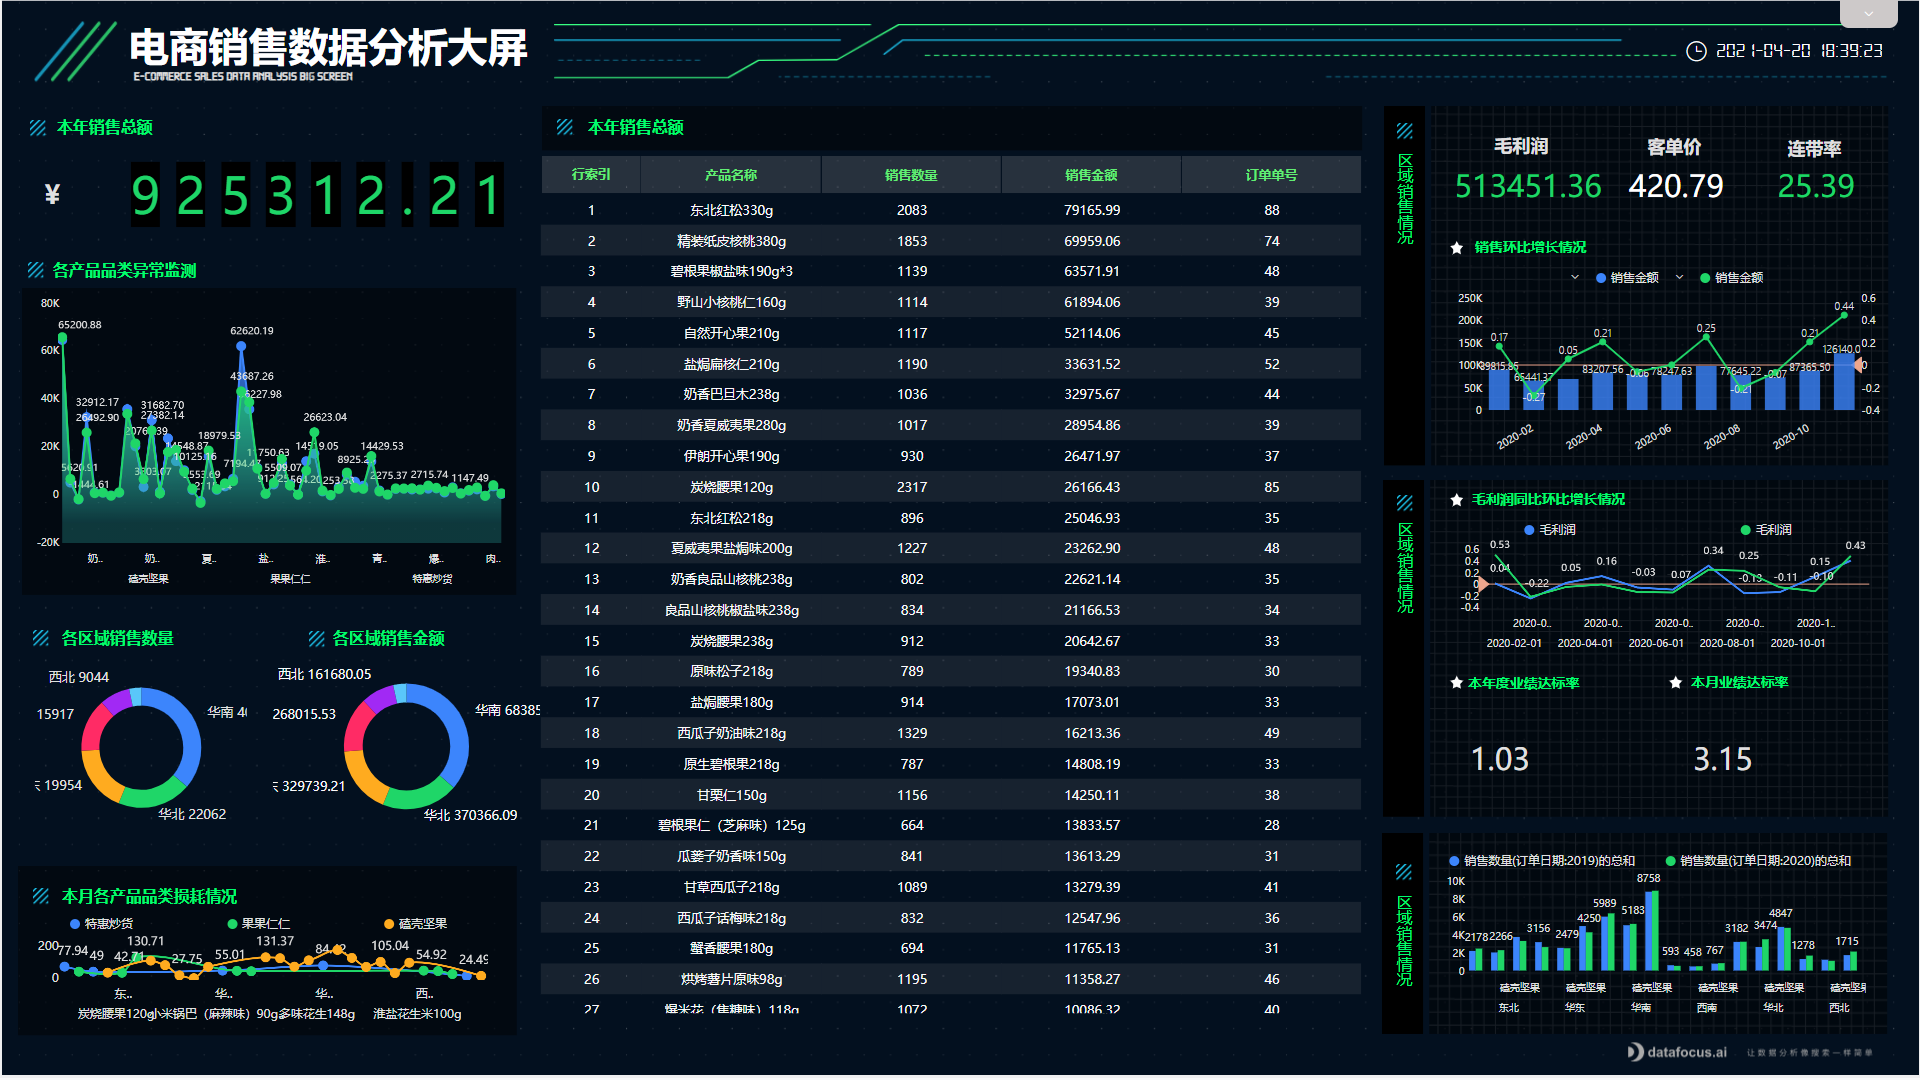 电商销售数据分析大屏
E-COMMERCE SALES DATA ANALYSIS BIG SCREEN
2021-04-20 18:39:23
本年销售总额
¥ 925312.21
各产品品类异常监测
80K
60K
40K
20K
0
-20K
65200.88
62620.19
43687.26
6227.98
32912.17
26492.90
31682.70
27382.14
26623.04
18979.53
14429.53
8925.2
2275.37
2715.74
1147.49
奶..
奶..
夏..
盐..
淮..
青..
爆..
肉..
磕壳坚果
果果仁仁
特惠炒货
各区域销售数量
西北 9044
15917
19954
华南 4
华北 22062
各区域销售金额
西北 161680.05
268015.53
329739.21
华南 68385
华北 370366.09
本月各产品品类损耗情况
特惠炒货
果果仁仁
磕壳坚果
200
0
77.94
49
130.71
27.75
55.01
131.37
105.04
54.92
24.49
东..
华..
华..
西..
炭烧腰果120g
小米锅巴（麻辣味）90g
多味花生148g
淮盐花生米100g
本年销售总额
行索引 产品名称 销售数量 销售金额 订单单号
1 东北红松330g 2083 79165.99 88
2 精装纸皮核桃380g 1853 69959.06 74
3 碧根果椒盐味190g*3 1139 63571.91 48
4 野山小核桃仁160g 1114 61894.06 39
5 自然开心果210g 1117 52114.06 45
6 盐焗扁核仁210g 1190 33631.52 52
7 奶香巴旦木238g 1036 32975.67 44
8 奶香夏威夷果280g 1017 28954.86 39
9 伊朗开心果190g 930 26471.97 37
10 炭烧腰果120g 2317 26166.43 85
11 东北红松218g 896 25046.93 35
12 夏威夷果盐焗味200g 1227 23262.90 48
13 奶香良品山核桃238g 802 22621.14 35
14 良品山核桃椒盐味238g 834 21166.53 34
15 炭烧腰果238g 912 20642.67 33
16 原味松子218g 789 19340.83 30
17 盐焗腰果180g 914 17073.01 33
18 西瓜子奶油味218g 1329 16213.36 49
19 原生碧根果218g 787 14808.19 33
20 甘栗仁150g 1156 14250.11 38
21 碧根果仁（芝麻味）125g 664 13833.57 28
22 瓜蒌子奶香味150g 841 13613.29 31
23 甘草西瓜子218g 1089 13279.39 41
24 西瓜子话梅味218g 832 12547.96 36
25 蟹香腰果180g 694 11765.13 31
26 烘烤薯片原味98g 1195 11358.27 46
27 爆米花（焦糖味）118g 1072 10086.32 40
区域销售情况
毛利润
513451.36
客单价
420.79
连带率
25.39
销售环比增长情况
销售金额
销售金额
250K
200K
150K
100K
50K
0
0.6
0.4
0.2
0
-0.2
-0.4
0.17
-0.27
0.05
0.21
-0.06
0.25
-0.21
-0.07
0.21
0.44
39815.85
65441.37
83207.56
78247.63
77645.22
87365.50
126140.0
2020-02
2020-04
2020-06
2020-08
2020-10
区域销售情况
毛利润同比环比增长情况
毛利润
毛利润
0.6
0.4
0.2
0
-0.2
-0.4
0.53
0.04
-0.22
0.05
0.16
-0.03
0.07
0.34
0.25
-0.13
-0.11
0.15
-0.10
0.43
2020-0..
2020-0..
2020-0..
2020-0..
2020-1..
2020-02-01
2020-04-01
2020-06-01
2020-08-01
2020-10-01
本年度业绩达标率
1.03
本月业绩达标率
3.15
区域销售情况
销售数量(订单日期:2019)的总和
销售数量(订单日期:2020)的总和
10K
8K
6K
4K
2K
0
2178
2266
3156
2479
4250
5989
5183
8758
593
458
767
3182
3474
4847
1278
1715
磕壳坚果
磕壳坚果
磕壳坚果
磕壳坚果
磕壳坚果
磕壳坚果
东北
华东
华南
西南
华北
西北
datafocus.ai
让数据分析像搜索一样简单